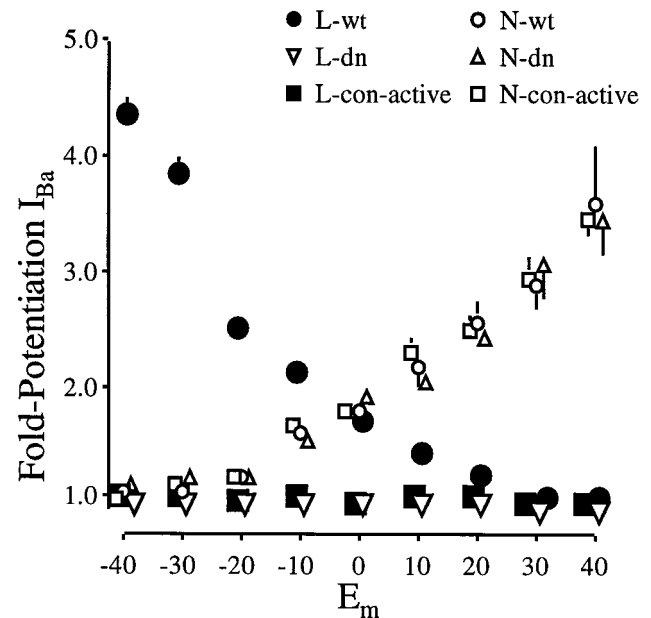 L-wt N-wt
L-dn N-dn
L-con-active N-con-active
5.0
4.0
3.0
2.0
1.0
Fold-Potentiation I_Ba
-40 -30 -20 -10 0 10 20 30 40
E_m